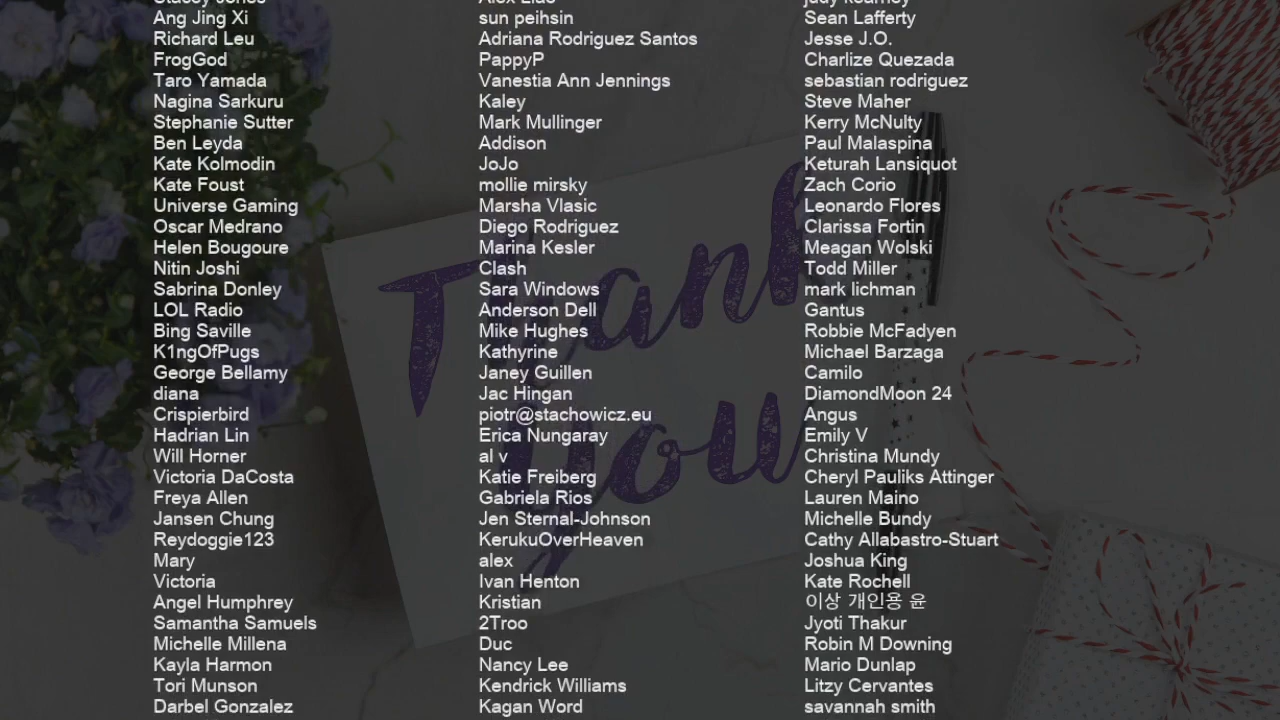 Stacey Jones
Ang Jing Xi
Richard Leu
FrogGod
Taro Yamada
Nagina Sarkuru
Stephanie Sutter
Ben Leyda
Kate Kolmodin
Kate Foust
Universe Gaming
Oscar Medrano
Helen Bougoure
Nitin Joshi
Sabrina Donley
LOL Radio
Bing Saville
K1ngOfPugs
George Bellamy
diana
Crispierbird
Hadrian Lin
Will Horner
Victoria DaCosta
Freya Allen
Jansen Chung
Reydoggie123
Mary
Victoria
Angel Humphrey
Samantha Samuels
Michelle Millena
Kayla Harmon
Tori Munson
Darbel Gonzalez
Alex Liao
sun peihsin
Adriana Rodriguez Santos
PappyP
Vanestia Ann Jennings
Kaley
Mark Mullinger
Addison
JoJo
mollie mirsky
Marsha Vlasic
Diego Rodriguez
Marina Kesler
Clash
Sara Windows
Anderson Dell
Mike Hughes
Kathyrine
Janey Guillen
Jac Hingan
piotr@stachowicz.eu
Erica Nungaray
al v
Katie Freiberg
Gabriela Rios
Jen Sternal-Johnson
KerukuOverHeaven
alex
Ivan Henton
Kristian
2Troo
Duc
Nancy Lee
Kendrick Williams
Kagan Word
judy kearney
Sean Lafferty
Jesse J.O.
Charlize Quezada
sebastian rodriguez
Steve Maher
Kerry McNulty
Paul Malaspina
Keturah Lansiquot
Zach Corio
Leonardo Flores
Clarissa Fortin
Meagan Wolski
Todd Miller
mark lichman
Gantus
Robbie McFadyen
Michael Barzaga
Camilo
DiamondMoon 24
Angus
Emily V
Christina Mundy
Cheryl Pauliks Attinger
Lauren Maino
Michelle Bundy
Cathy Allabastro-Stuart
Joshua King
Kate Rochell
이상 개인용 윤
Jyoti Thakur
Robin M Downing
Mario Dunlap
Litzy Cervantes
savannah smith
Thank
you